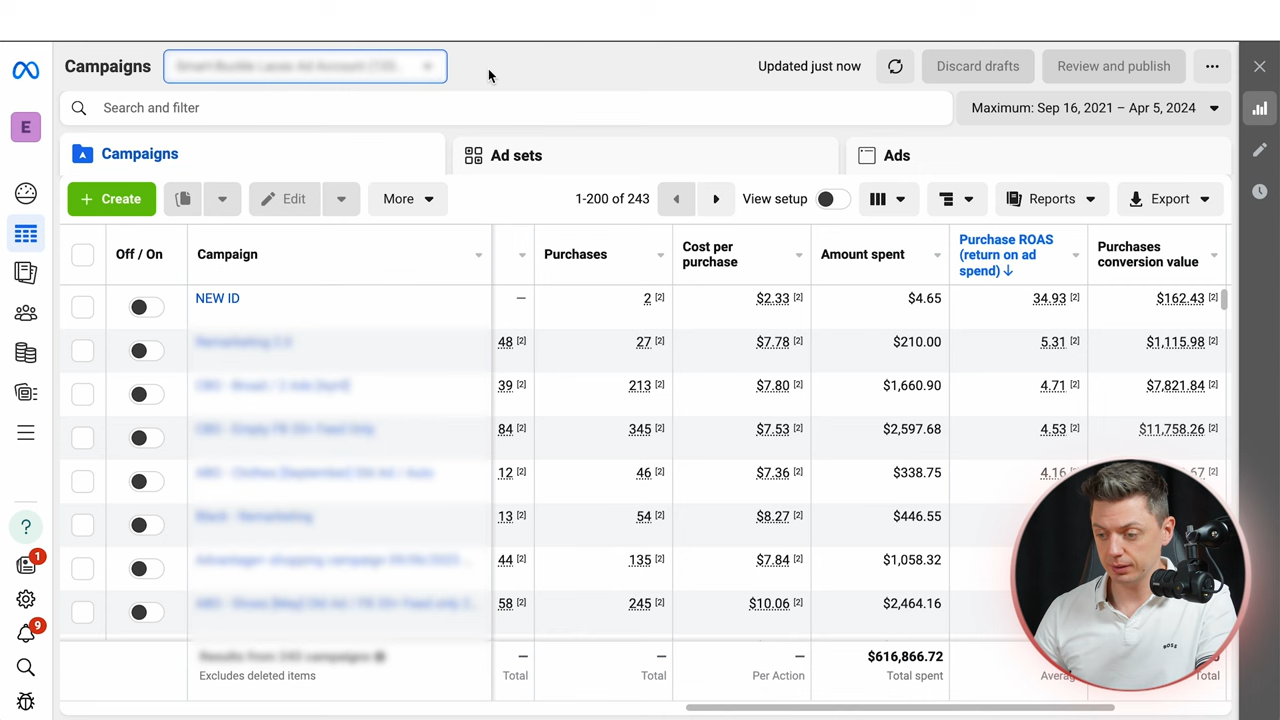 Campaigns
Updated just now
Discard drafts
Review and publish
E
Search and filter
Maximum: Sep 16, 2021 – Apr 5, 2024
Campaigns
Ad sets
Ads
+ Create
Edit
More
1-200 of 243
View setup
Reports
Export
Off / On
Campaign
Purchases
Cost per
purchase
Amount spent
Purchase ROAS
(return on ad
spend) ↓
Purchases
conversion value
NEW ID
—
2 [2]
$2.33 [2]
$4.65
34.93 [2]
$162.43 [2]
48 [2]
27 [2]
$7.78 [2]
$210.00
5.31 [2]
$1,115.98 [2]
39 [2]
213 [2]
$7.80 [2]
$1,660.90
4.71 [2]
$7,821.84 [2]
84 [2]
345 [2]
$7.53 [2]
$2,597.68
4.53 [2]
$11,758.26 [2]
12 [2]
46 [2]
$7.36 [2]
$338.75
4.16 [2]
13 [2]
54 [2]
$8.27 [2]
$446.55
44 [2]
135 [2]
$7.84 [2]
$1,058.32
58 [2]
245 [2]
$10.06 [2]
$2,464.16
?
1
9
Excludes deleted items
—
Total
—
Total
—
Per Action
$616,866.72
Total spent
Total
BOSS